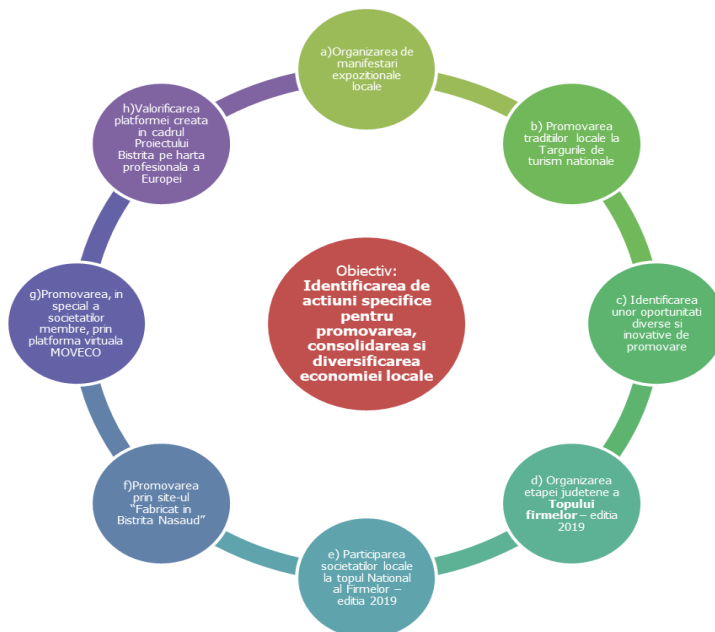 a)Organizarea de
manifestari
expozitionale
locale
b) Promovarea
traditiilor locale la
Targurile de
turism nationale
c) Identificarea
unor oportunitati
diverse si
inovative de
promovare
d) Organizarea
etapei judetene a
Topului
firmelor – editia
2019
e) Participarea
societatilor locale
la topul National
al Firmelor –
editia 2019
f)Promovarea
prin site-ul
“Fabricat in
Bistrita Nasaud”
g)Promovarea, in
special a
societatilor
membre, prin
platforma virtuala
MOVECO
h)Valorificarea
platformei creata
in cadrul
Proiectului
Bistrita pe harta
profesionala a
Europei
Obiectiv:
Identificarea de
actiuni specifice
pentru
promovarea,
consolidarea si
diversificarea
economiei locale